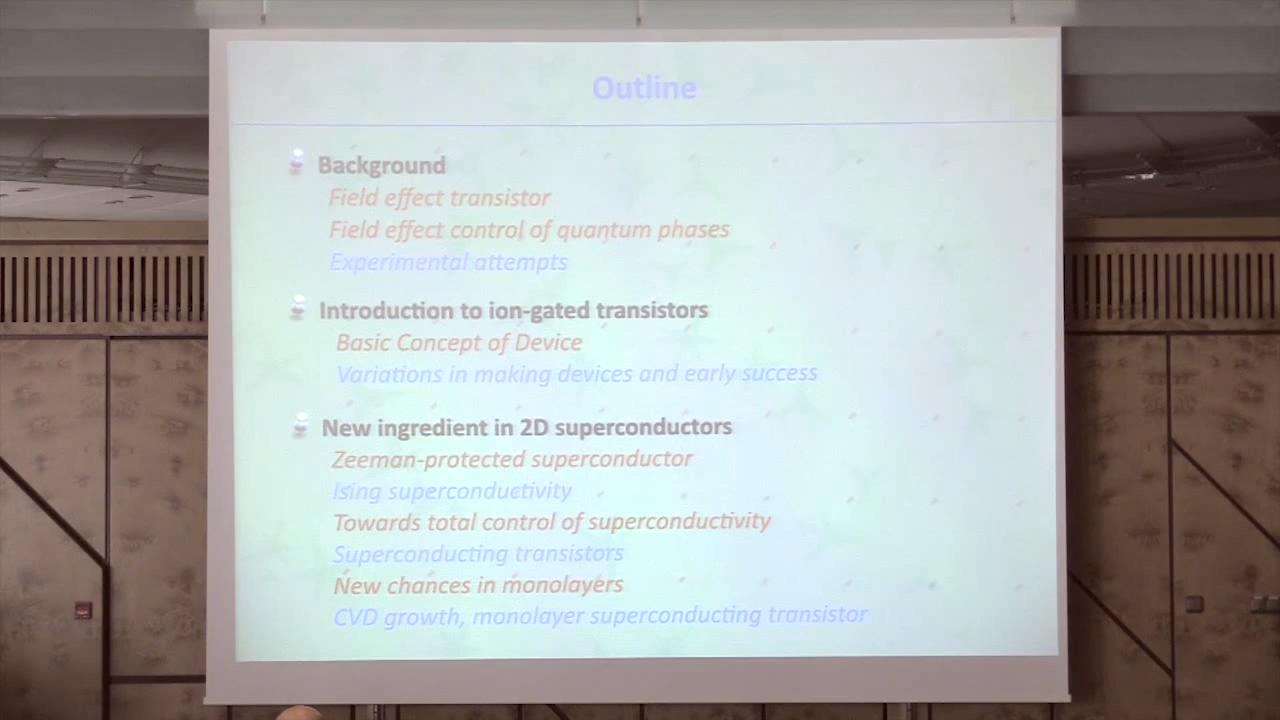 Outline
Background
Field effect transistor
Field effect control of quantum phases
Experimental attempts
Introduction to ion-gated transistors
Basic Concept of Device
Variations in making devices and early success
New ingredient in 2D superconductors
Zeeman-protected superconductor
Ising superconductivity
Towards total control of superconductivity
Superconducting transistors
New chances in monolayers
CVD growth, monolayer superconducting transistor